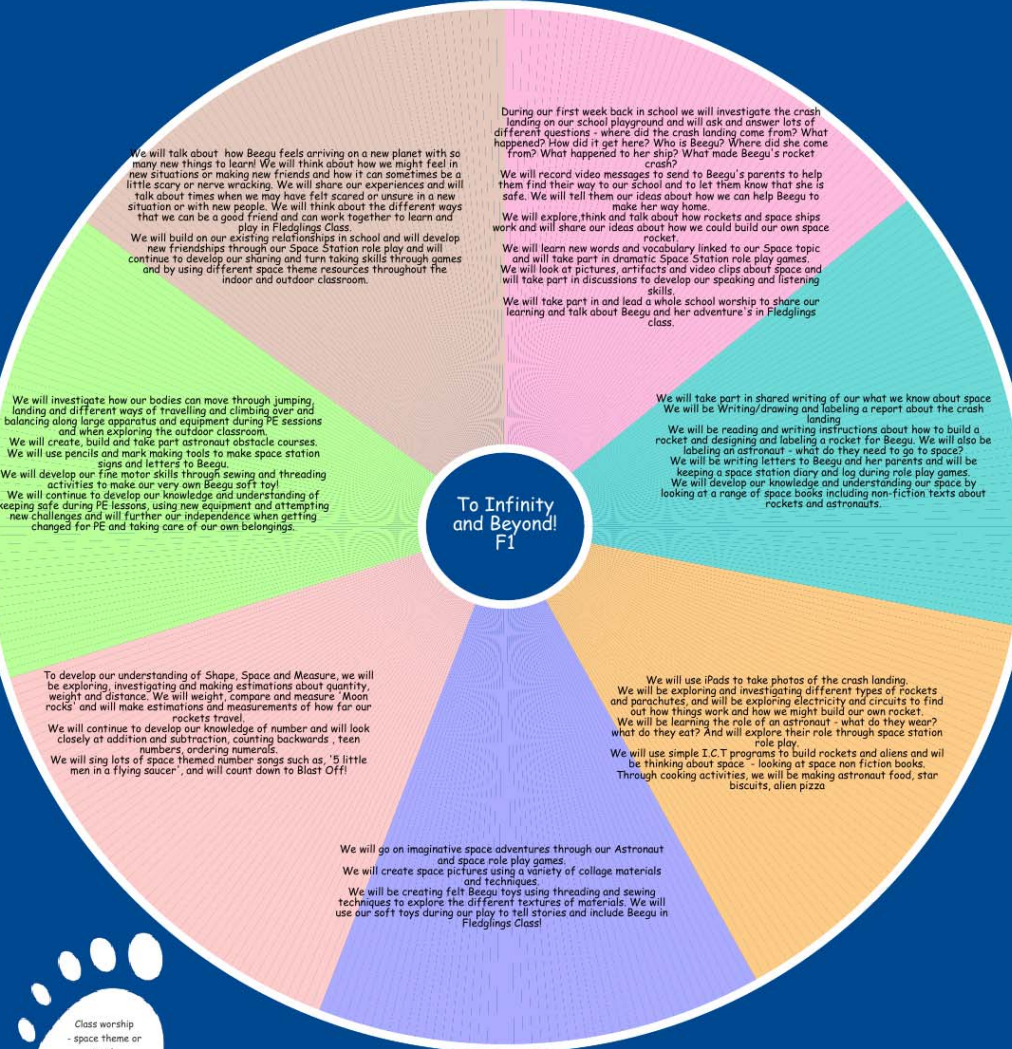 During our first week back in school we will investigate the crash
landing on our school playground and will ask and answer lots of
different questions - where did the crash landing come from? What
happened? How did it get here? Who is Beegu? Where did she come
from? What happened to her ship? What made Beegu's rocket
crash?
We will record video messages to send to Beegu's parents to help
them find their way to our school and to let them know that she is
safe. We will tell them our ideas about how we can help Beegu to
make her way home.
We will explore,think and talk about how rockets and space ships
work and will share our ideas about how we could build our own space
rocket.
We will learn new words and vocabulary linked to our Space topic
and will take part in dramatic Space Station role play games.
We will look at pictures, artifacts and video clips about space and
will take part in discussions to develop our speaking and listening
skills.
We will take part in and lead a whole school worship to share our
learning and talk about Beegu and her adventure's in Fledglings
class.
We will take part in shared writing of our what we know about space
We will be Writing/drawing and labeling a report about the crash
landing
We will be reading and writing instructions about how to build a
rocket and designing and labeling a rocket for Beegu. We will also be
labeling an astronaut - what do they need to go to space?
We will be writing letters to Beegu and her parents and will be
keeping a space station diary and log during role play games.
We will develop our knowledge and understanding our space by
looking at a range of space books including non-fiction texts about
rockets and astronauts.
We will use iPads to take photos of the crash landing.
We will be exploring and investigating different types of rockets
and parachutes, and will be exploring electricity and circuits to find
out how things work and how we might build our own rocket.
We will be learning the role of an astronaut - what do they wear?
what do they eat? And will explore their role through space station
role play.
We will use simple I.C.T programs to build rockets and aliens and wil
be thinking about space - looking at space non fiction books.
Through cooking activities, we will be making astronaut food, star
biscuits, alien pizza
We will go on imaginative space adventures through our Astronaut
and space role play games.
We will create space pictures using a variety of collage materials
and techniques.
We will be creating felt Beegu toys using threading and sewing
techniques to explore the different textures of materials. We will
use our soft toys during our play to tell stories and include Beegu in
Fledglings Class!
To develop our understanding of Shape, Space and Measure, we will
be exploring, investigating and making estimations about quantity,
weight and distance. We will weight, compare and measure 'Moon
rocks' and will make estimations and measurements of how far our
rockets travel.
We will continue to develop our knowledge of number and will look
closely at addition and subtraction, counting backwards , teen
numbers, ordering numerals.
We will sing lots of space themed number songs such as, '5 little
men in a flying saucer', and will count down to Blast Off!
We will investigate how our bodies can move through jumping,
landing and different ways of travelling and climbing over and
balancing along large apparatus and equipment during PE sessions
and when exploring the outdoor classroom.
We will create, build and take part astronaut obstacle courses.
We will use pencils and mark making tools to make space station
signs and letters to Beegu.
We will develop our fine motor skills through sewing and threading
activities to make our very own Beegu soft toy!
We will continue to develop our knowledge and understanding of
keeping safe during PE lessons, using new equipment and attempting
new challenges and will further our independence when getting
changed for PE and taking care of our own belongings.
We will talk about how Beegu feels arriving on a new planet with so
many new things to learn! We will think about how we might feel in
new situations or making new friends and how it can sometimes be a
little scary or nerve wracking. We will share our experiences and will
talk about times when we may have felt scared or unsure in a new
situation or with new people. We will think about the different ways
that we can be a good friend and can work together to learn and
play in Fledglings Class.
We will build on our existing relationships in school and will develop
new friendships through our Space Station role play and will
continue to develop our sharing and turn taking skills through games
and by using different space theme resources throughout the
indoor and outdoor classroom.
To Infinity
and Beyond!
F1
Class worship
- space theme or